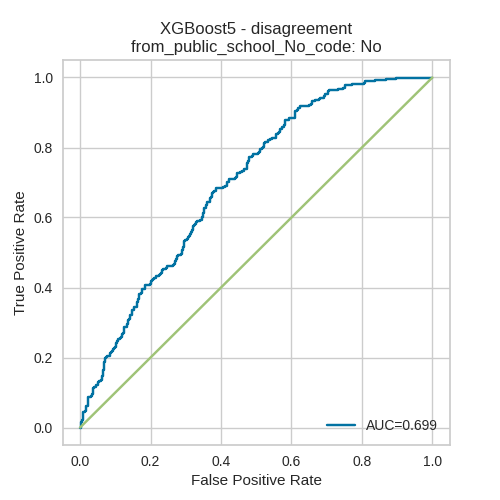 XGBoost5 - disagreement
from_public_school_No_code: No
1.0
0.8
0.6
0.4
0.2
0.0
True Positive Rate
AUC=0.699
0.0 0.2 0.4 0.6 0.8 1.0
False Positive Rate